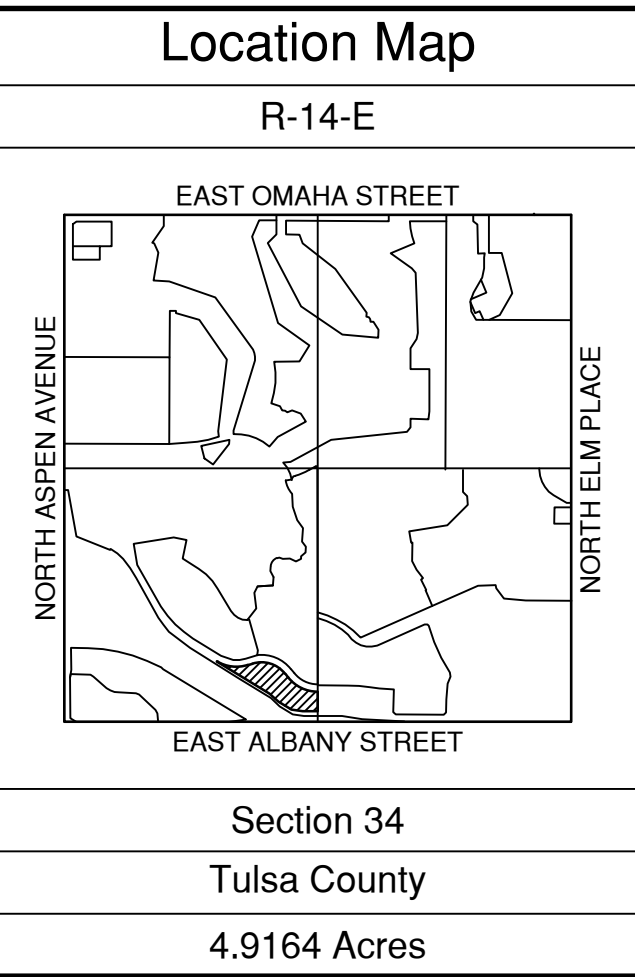 Location Map
R-14-E
EAST OMAHA STREET
NORTH ASPEN AVENUE
NORTH ELM PLACE
EAST ALBANY STREET
Section 34
Tulsa County
4.9164 Acres